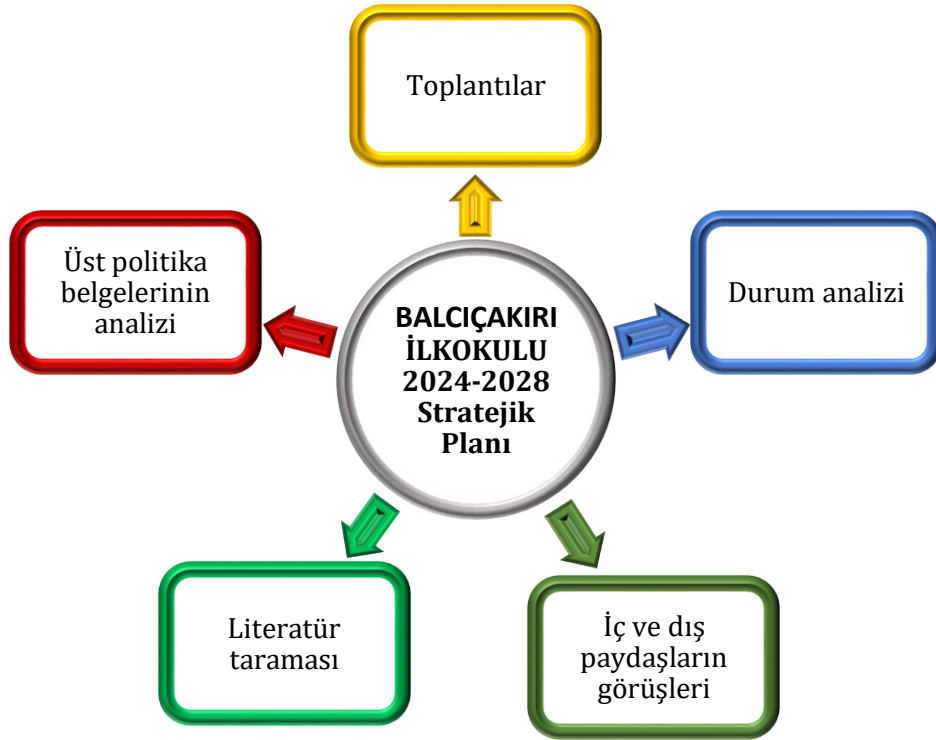 Toplantılar
Üst politika
belgelerinin
analizi
BALCIÇAKIRI
İLKOKULU
2024-2028
Stratejik
Planı
Durum analizi
Literatür
taraması
İç ve dış
paydaşların
görüşleri